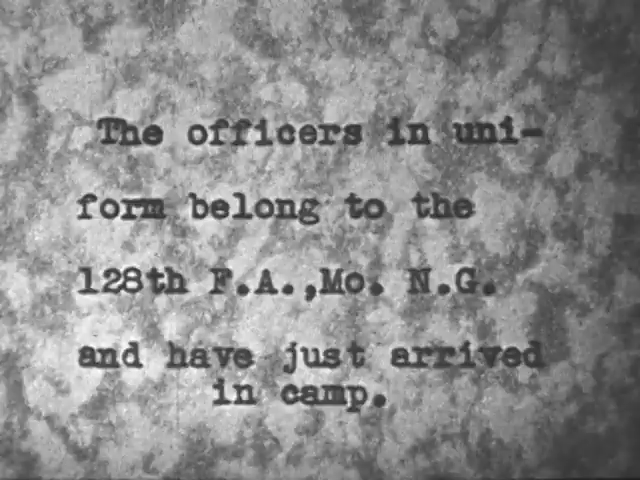 The officers in uni-
form belong to the
128th F.A.,Mo. N.G.
and have just arrived
in camp.